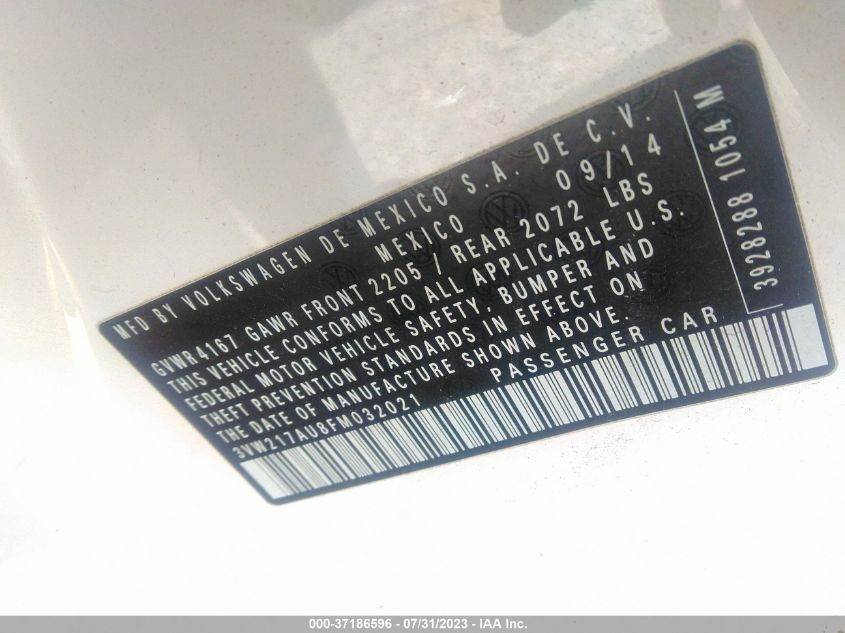 MFD BY VOLKSWAGEN DE MEXICO S.A. DE C.V.
MEXICO 09/14
GVWR4167 GAWR FRONT 2205 / REAR 2072 LBS
THIS VEHICLE CONFORMS TO ALL APPLICABLE U.S.
FEDERAL MOTOR VEHICLE SAFETY, BUMPER AND
THEFT PREVENTION STANDARDS IN EFFECT ON
THE DATE OF MANUFACTURE SHOWN ABOVE.
3VW217AU8FM032021 PASSENGER CAR
3928288 1054 M
000-37186596 - 07/31/2023 - IAA Inc.